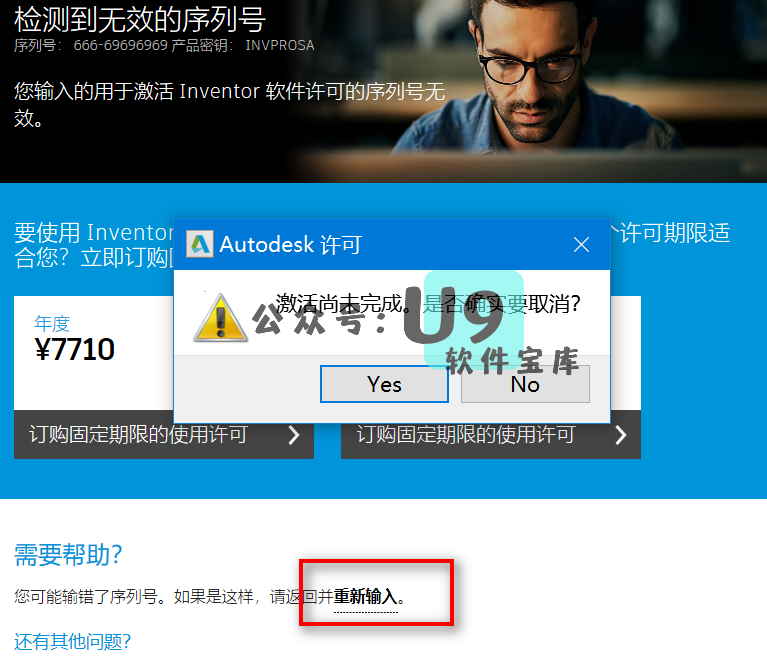 检测到无效的序列号
序列号： 666-69696969 产品密钥： INVPROSA
您输入的用于激活 Inventor 软件许可的序列号无
效。
要使用 Inventor
个许可期限适
合您？立即订购
Autodesk 许可
激活尚未完成。是否确实要取消?
公众号：U9
软件宝库
Yes
No
年度
¥7710
订购固定期限的使用许可
订购固定期限的使用许可
需要帮助？
您可能输错了序列号。如果是这样，请返回并重新输入。
还有其他问题？